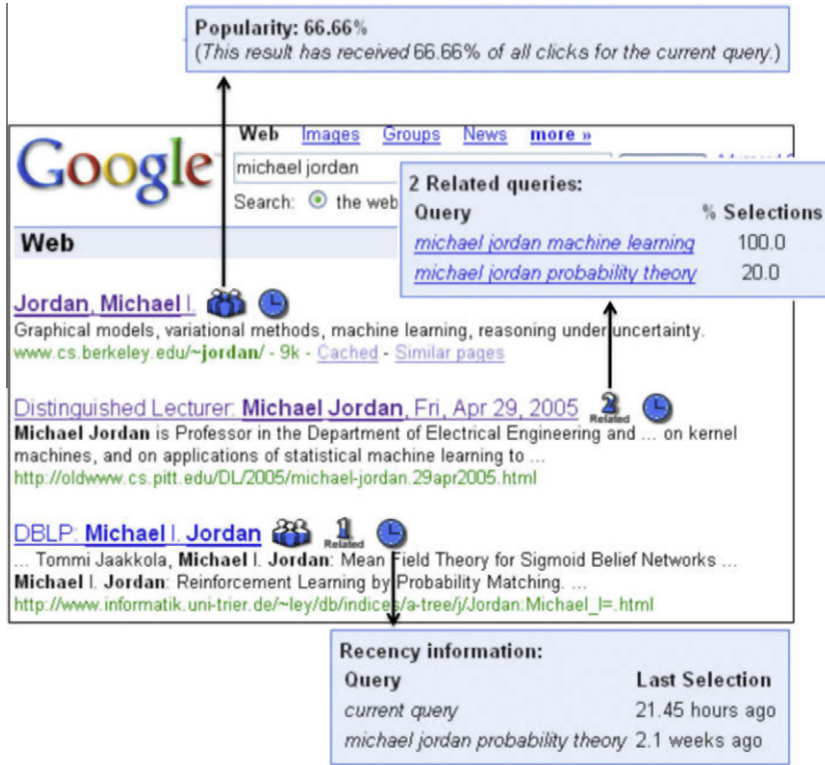 Popularity: 66.66%
(This result has received 66.66% of all clicks for the current query.)
Google
Web Images Groups News more »
michael jordan
Search: the web
2 Related queries:
Query % Selections
michael jordan machine learning 100.0
michael jordan probability theory 20.0
Web
Jordan, Michael I.
Graphical models, variational methods, machine learning, reasoning under uncertainty.
www.cs.berkeley.edu/~jordan/ - 9k - Cached - Similar pages
Distinguished Lecturer: Michael Jordan, Fri, Apr 29, 2005 2 Related
Michael Jordan is Professor in the Department of Electrical Engineering and ... on kernel
machines, and on applications of statistical machine learning to ...
http://oldwww.cs.pitt.edu/DL/2005/michael-jordan.29apr2005.html
DBLP: Michael I. Jordan 1 Related
... Tommi Jaakkola, Michael I. Jordan: Mean Field Theory for Sigmoid Belief Networks ...
Michael I. Jordan: Reinforcement Learning by Probability Matching. ...
http://www.informatik.uni-trier.de/~ley/db/indices/a-tree/j/Jordan:Michael_I=.html
Recency information:
Query Last Selection
current query 21.45 hours ago
michael jordan probability theory 2.1 weeks ago